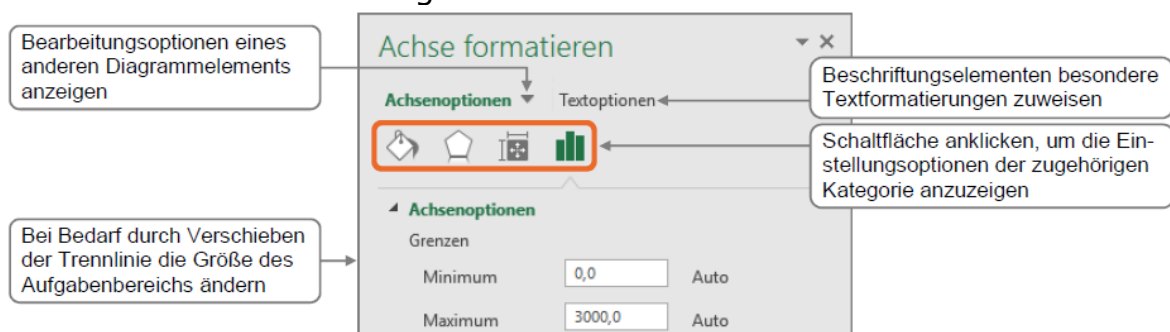 Bearbeitungsoptionen eines
anderen Diagrammelements
anzeigen
Achse formatieren
Achsenoptionen
Textoptionen
Beschriftungselementen besondere
Textformatierungen zuweisen
Schaltfläche anklicken, um die Ein-
stellungsoptionen der zugehörigen
Kategorie anzuzeigen
Bei Bedarf durch Verschieben
der Trennlinie die Größe des
Aufgabenbereichs ändern
Achsenoptionen
Grenzen
Minimum 0,0 Auto
Maximum 3000,0 Auto